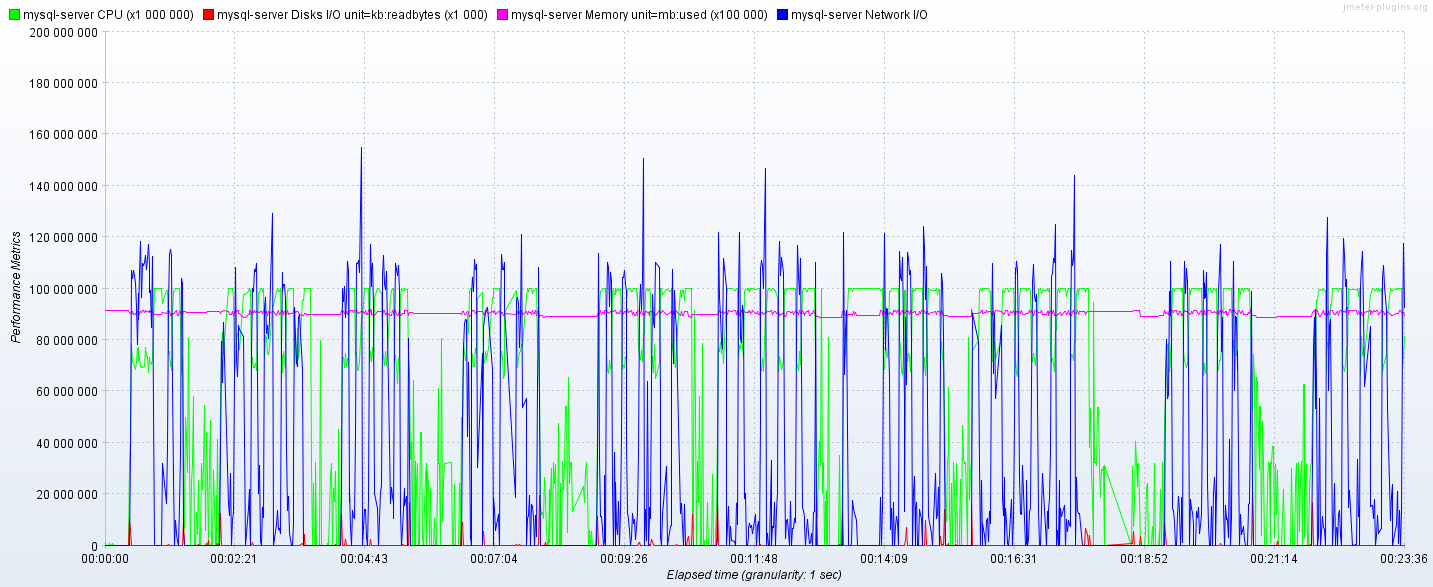 jmeter-plugins.org
mysql-server CPU (x1 000 000) mysql-server Disks I/O unit=kb:readbytes (x1 000) mysql-server Memory unit=mb:used (x100 000) mysql-server Network I/O
200 000 000
180 000 000
160 000 000
140 000 000
120 000 000
100 000 000
80 000 000
60 000 000
40 000 000
20 000 000
0
Performance Metrics
00:00:00 00:02:21 00:04:43 00:07:04 00:09:26 00:11:48 00:14:09 00:16:31 00:18:52 00:21:14 00:23:36
Elapsed time (granularity: 1 sec)